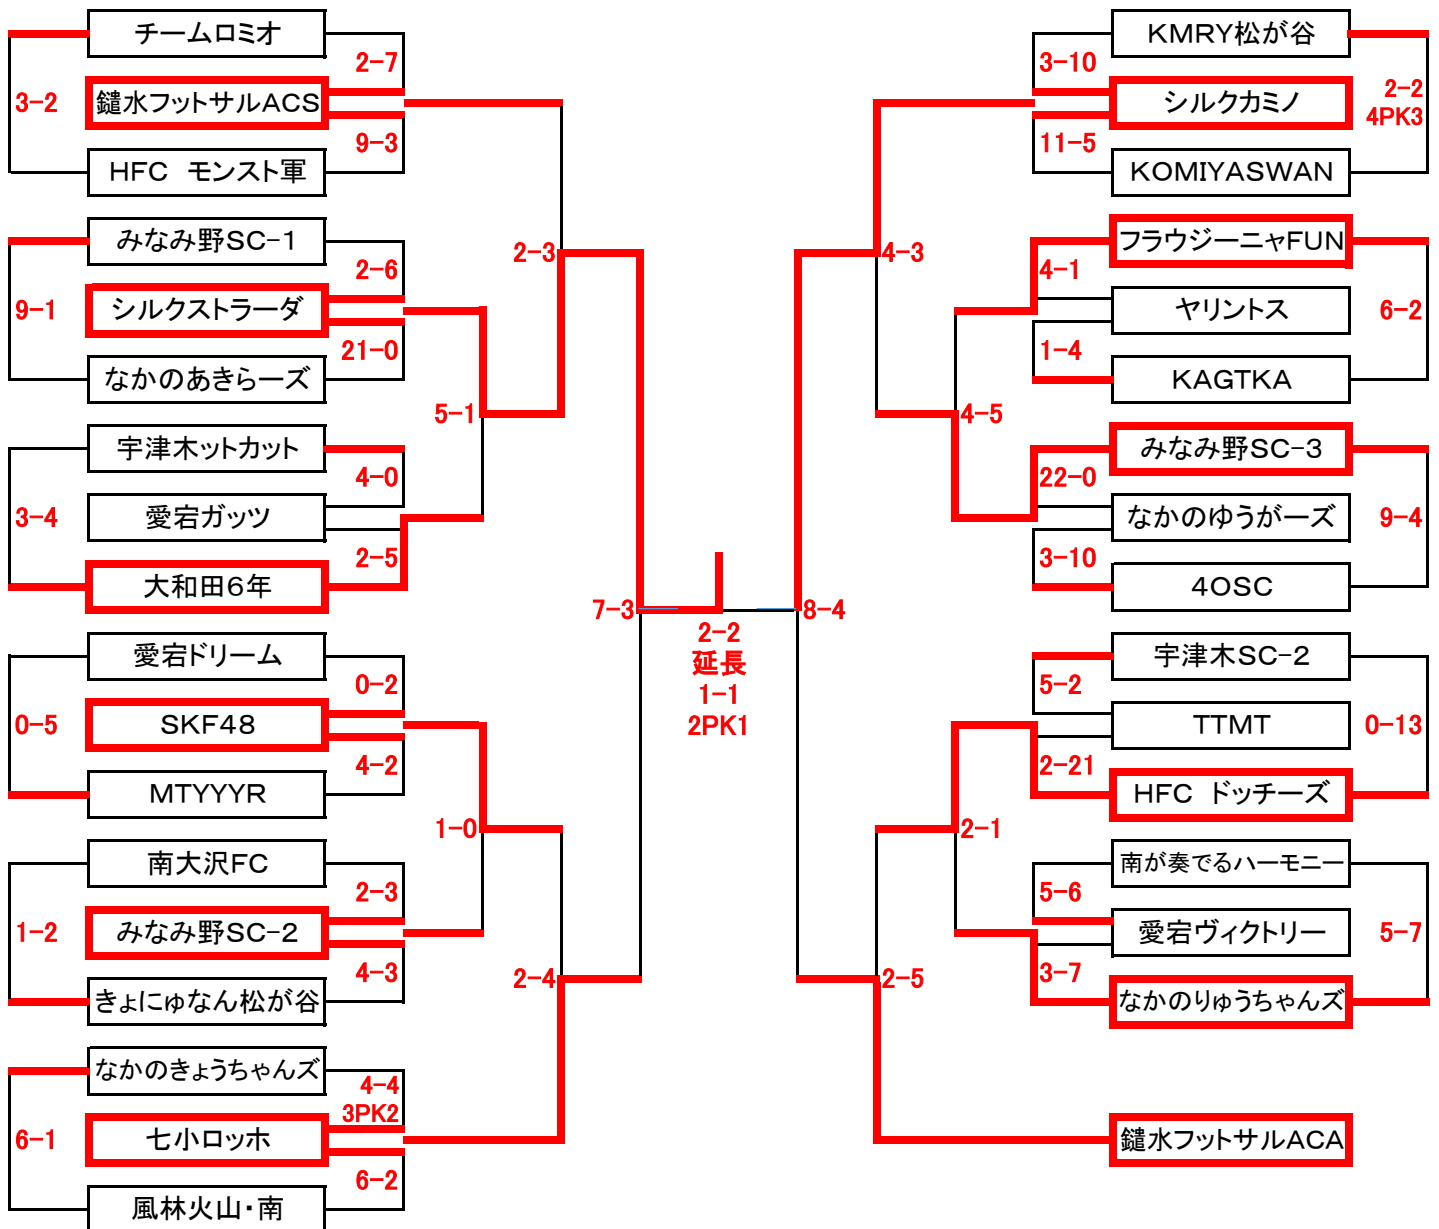 チームロミオ
2-7
3-2
鑓水フットサルACS
9-3
HFC モンスト軍
みなみ野SC-1
2-6
9-1
シルクストラーダ
21-0
なかのあきらーズ
2-3
5-1
宇津木ットカット
4-0
3-4
愛宕ガッツ
2-5
大和田6年
7-3
愛宕ドリーム
0-2
0-5
SKF48
4-2
MTYYYR
1-0
南大沢FC
2-3
1-2
みなみ野SC-2
4-3
きょにゅなん松が谷
2-4
なかのきょうちゃんズ
4-4
3PK2
6-1
七小ロッホ
6-2
風林火山・南
2-2
延長
1-1
2PK1
KMRY松が谷
3-10
2-2
4PK3
シルクカミノ
11-5
KOMIYASWAN
4-3
フラウジーニャFUN
4-1
ヤリントス
6-2
1-4
KAGTKA
4-5
みなみ野SC-3
22-0
なかのゆうがーズ
9-4
3-10
4OSC
8-4
宇津木SC-2
5-2
TTMT
0-13
2-21
HFC ドッチーズ
2-1
南が奏でるハーモニー
5-6
愛宕ヴィクトリー
5-7
3-7
なかのりゅうちゃんズ
2-5
鑓水フットサルACA